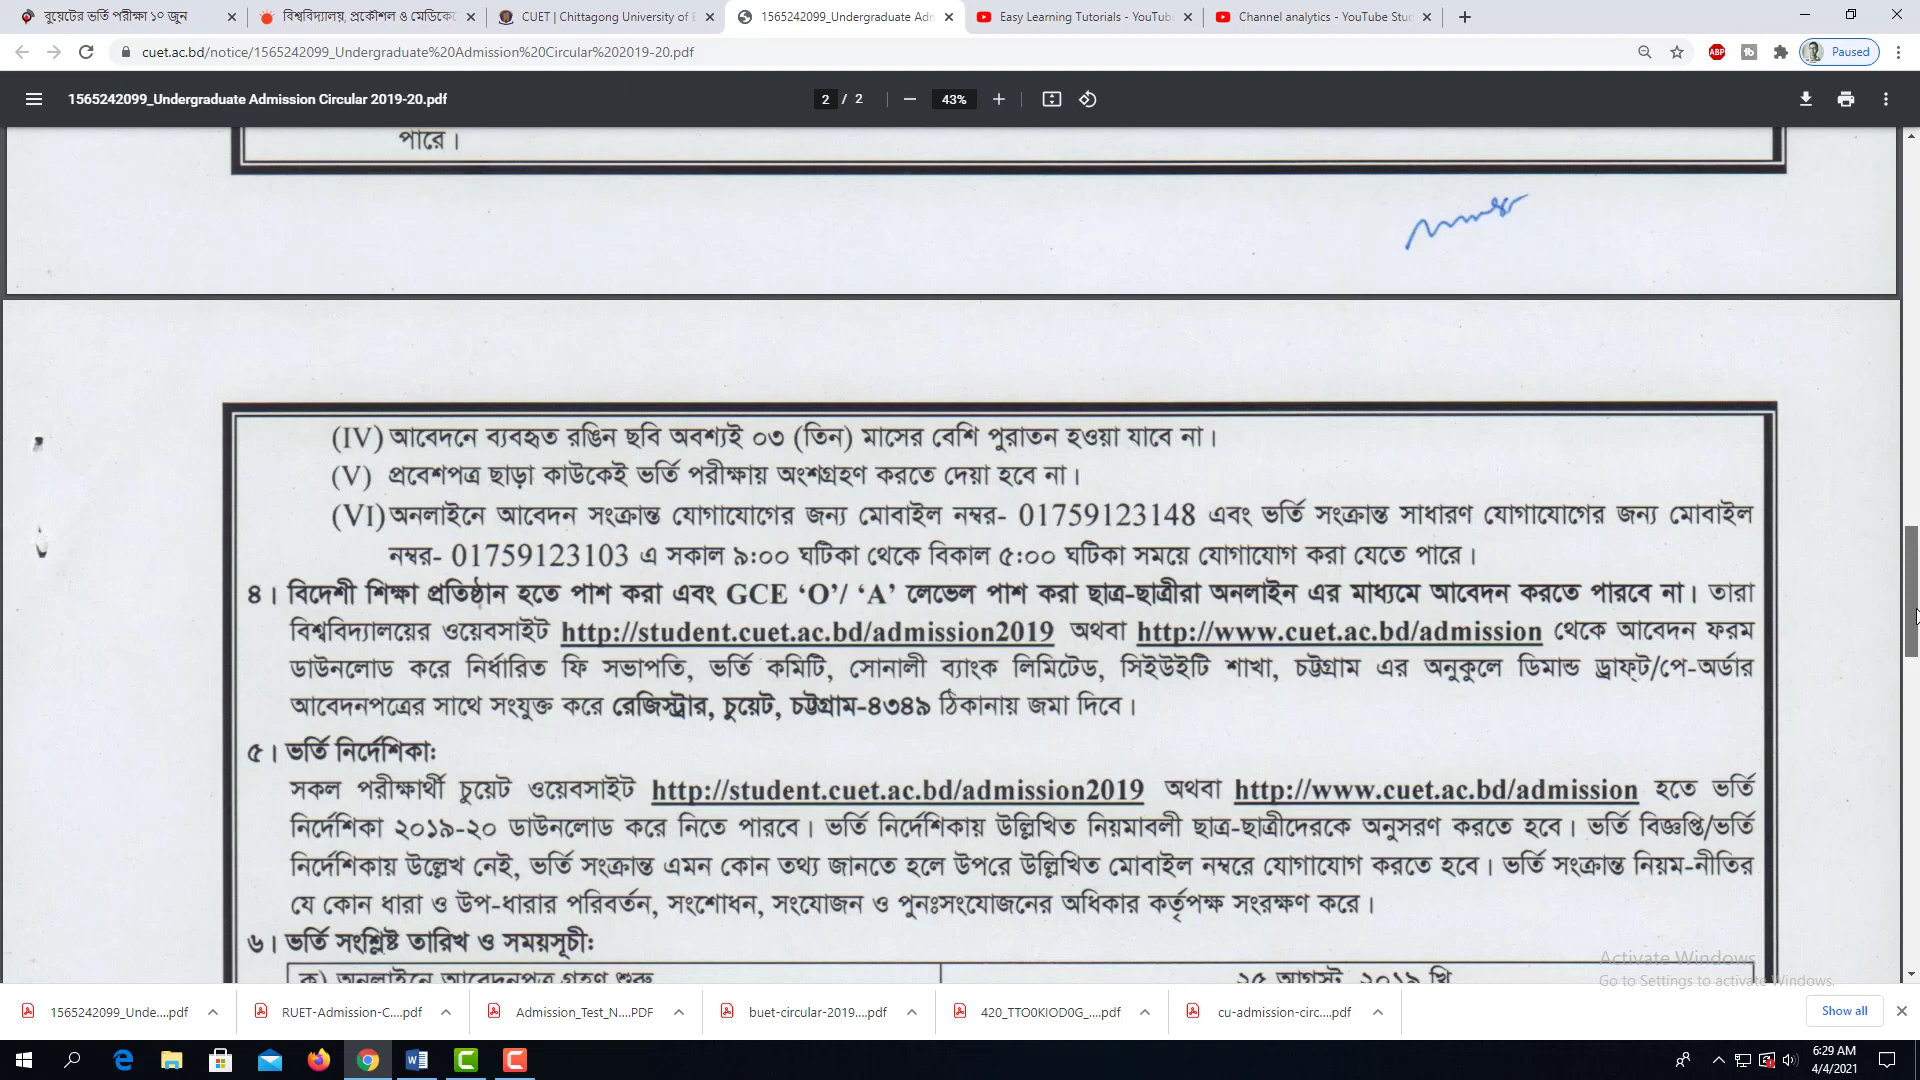 বুয়েটের ভর্তি পরীক্ষা ১০ জুন
বিশ্ববিদ্যালয়, প্রকৌশল ও মেডিকেে
CUET | Chittagong University of E
1565242099_Undergraduate Adm
Easy Learning Tutorials - YouTube
Channel analytics - YouTube Stud
cuet.ac.bd/notice/1565242099_Undergraduate%20Admission%20Circular%202019-20.pdf
ABP
Paused
1565242099_Undergraduate Admission Circular 2019-20.pdf
2 / 2
43%
পারে।
(IV) আবেদনে ব্যবহৃত রঙিন ছবি অবশ্যই ০৩ (তিন) মাসের বেশি পুরাতন হওয়া যাবে না।
(V) প্রবেশপত্র ছাড়া কাউকেই ভর্তি পরীক্ষায় অংশগ্রহণ করতে দেয়া হবে না।
(VI) অনলাইনে আবেদন সংক্রান্ত যোগাযোগের জন্য মোবাইল নম্বর- 01759123148 এবং ভর্তি সংক্রান্ত সাধারণ যোগাযোগের জন্য মোবাইল
নম্বর- 01759123103 এ সকাল ৯:০০ ঘটিকা থেকে বিকাল ৫:০০ ঘটিকা সময়ে যোগাযোগ করা যেতে পারে।
৪। বিদেশী শিক্ষা প্রতিষ্ঠান হতে পাশ করা এবং GCE ‘O’/ ‘A’ লেভেল পাশ করা ছাত্র-ছাত্রীরা অনলাইন এর মাধ্যমে আবেদন করতে পারবে না। তারা
বিশ্ববিদ্যালয়ের ওয়েবসাইট http://student.cuet.ac.bd/admission2019 অথবা http://www.cuet.ac.bd/admission থেকে আবেদন ফরম
ডাউনলোড করে নির্ধারিত ফি সভাপতি, ভর্তি কমিটি, সোনালী ব্যাংক লিমিটেড, সিইউইটি শাখা, চট্টগ্রাম এর অনুকুলে ডিমান্ড ড্রাফ্ট/পে-অর্ডার
আবেদনপত্রের সাথে সংযুক্ত করে রেজিস্ট্রার, চুয়েট, চট্টগ্রাম-৪৩৪৯ ঠিকানায় জমা দিবে।
৫। ভর্তি নির্দেশিকা:
সকল পরীক্ষার্থী চুয়েট ওয়েবসাইট http://student.cuet.ac.bd/admission2019 অথবা http://www.cuet.ac.bd/admission হতে ভর্তি
নির্দেশিকা ২০১৯-২০ ডাউনলোড করে নিতে পারবে। ভর্তি নির্দেশিকায় উল্লিখিত নিয়মাবলী ছাত্র-ছাত্রীদেরকে অনুসরণ করতে হবে। ভর্তি বিজ্ঞপ্তি/ভর্তি
নির্দেশিকায় উল্লেখ নেই, ভর্তি সংক্রান্ত এমন কোন তথ্য জানতে হলে উপরে উল্লিখিত মোবাইল নম্বরে যোগাযোগ করতে হবে। ভর্তি সংক্রান্ত নিয়ম-নীতির
যে কোন ধারা ও উপ-ধারার পরিবর্তন, সংশোধন, সংযোজন ও পুনঃসংযোজনের অধিকার কর্তৃপক্ষ সংরক্ষণ করে।
৬। ভর্তি সংশ্লিষ্ট তারিখ ও সময়সূচী:
ক) অনলাইনে আবেদনপত্র গ্রহণ শুরু ২৫ আগস্ট, ২০১৯ খ্রি
Activate Windows
Go to Settings to activate Windows.
1565242099_Unde....pdf
RUET-Admission-C....pdf
Admission_Test_N....PDF
buet-circular-2019....pdf
420_TTO0KIOD0G_....pdf
cu-admission-circ....pdf
Show all
6:29 AM
4/4/2021